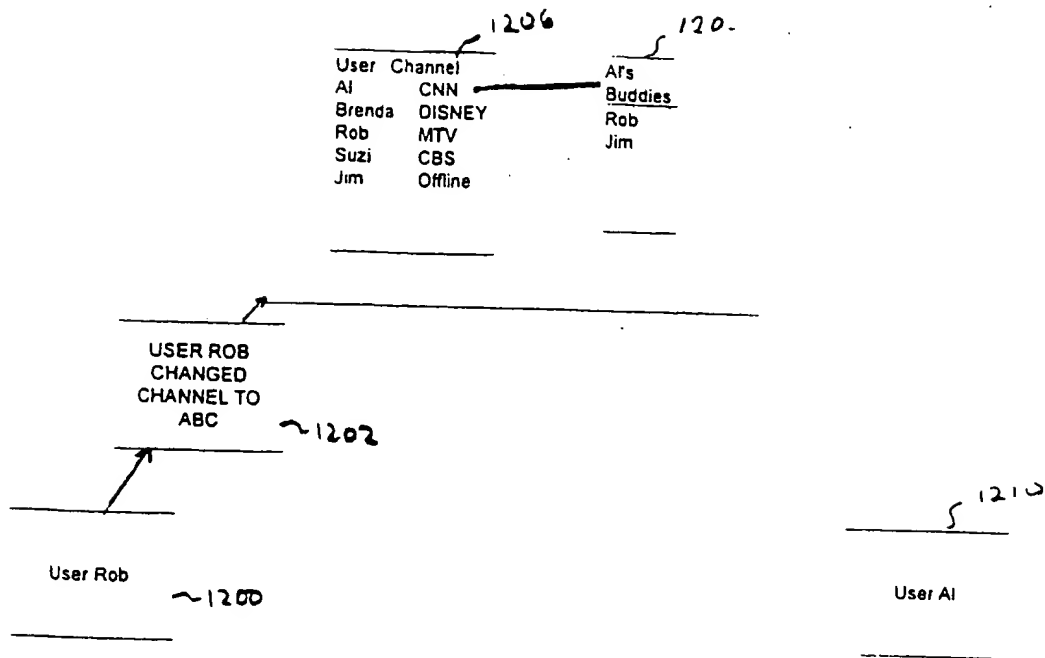 1206
120.
User Channel
Al CNN
Brenda DISNEY
Rob MTV
Suzi CBS
Jim Offline
Al's
Buddies
Rob
Jim
USER ROB
CHANGED
CHANNEL TO
ABC
~1202
1210
User Rob
~1200
User Al